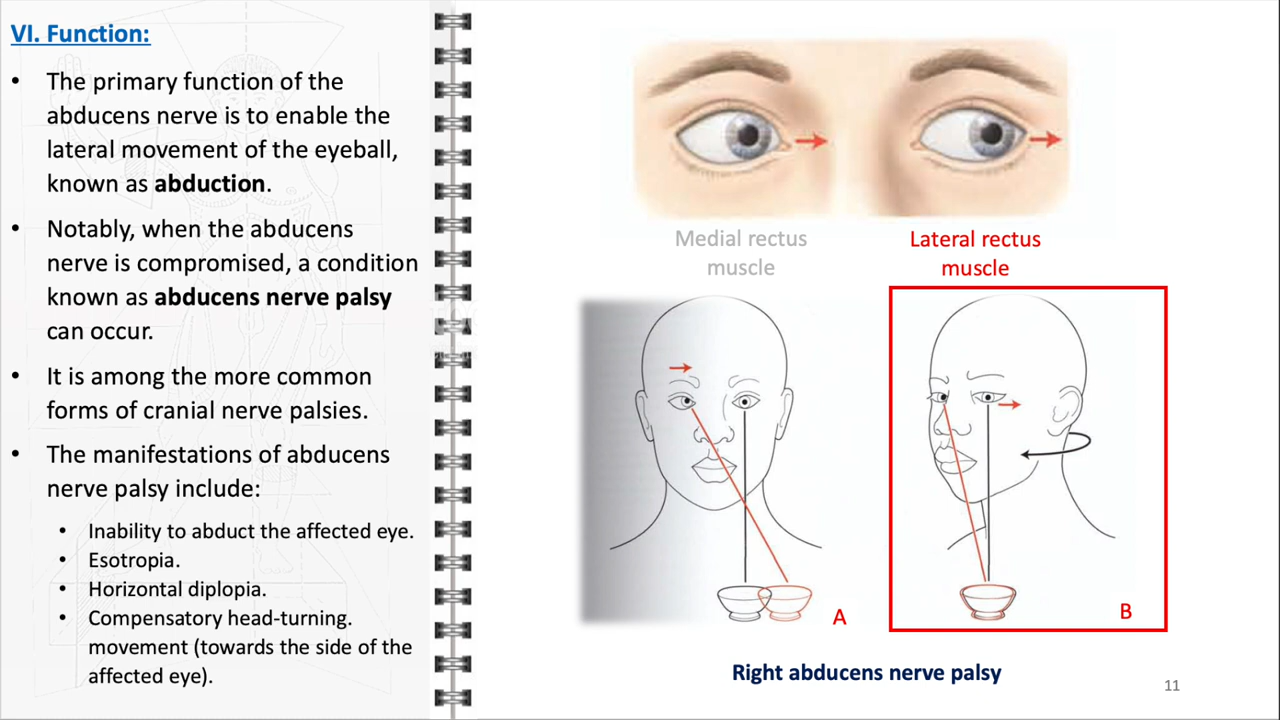 VI. Function:
• The primary function of the
abducens nerve is to enable the
lateral movement of the eyeball,
known as abduction.
• Notably, when the abducens
nerve is compromised, a condition
known as abducens nerve palsy
can occur.
• It is among the more common
forms of cranial nerve palsies.
• The manifestations of abducens
nerve palsy include:
• Inability to abduct the affected eye.
• Esotropia.
• Horizontal diplopia.
• Compensatory head-turning.
movement (towards the side of the
affected eye).
Medial rectus
muscle
Lateral rectus
muscle
A
B
Right abducens nerve palsy
11